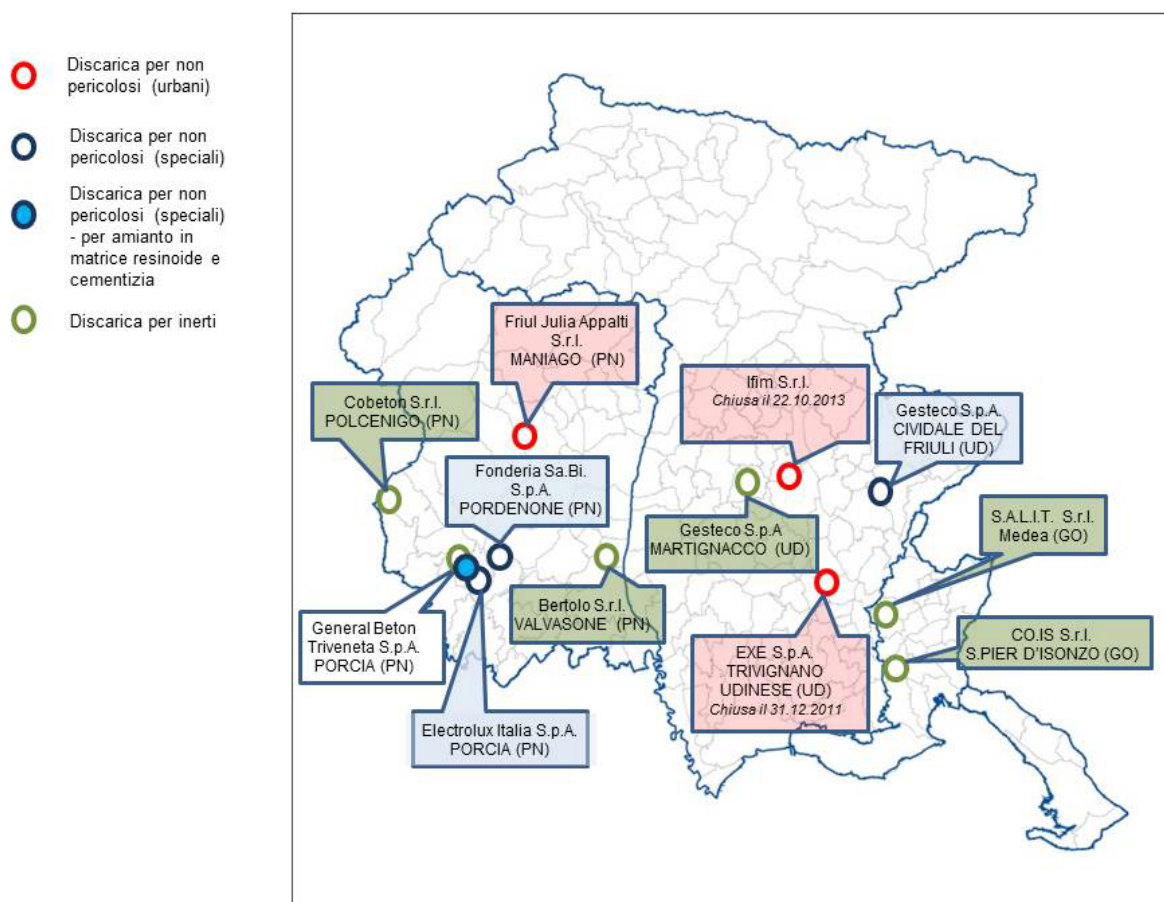 Discarica per non
pericolosi (urbani)
Discarica per non
pericolosi (speciali)
Discarica per non
pericolosi (speciali)
- per amianto in
matrice resinoide e
cementizia
Discarica per inerti
Friul Julia Appalti
S.r.l.
MANIAGO (PN)
Ifim S.r.l.
Chiusa il 22.10.2013
Cobeton S.r.l.
POLCENIGO (PN)
Gesteco S.p.A.
CIVIDALE DEL
FRIULI (UD)
Fonderia Sa.Bi.
S.p.A.
PORDENONE (PN)
S.A.L.I.T. S.r.l.
Medea (GO)
Gesteco S.p.A
MARTIGNACCO (UD)
Bertolo S.r.l.
VALVASONE (PN)
General Beton
Triveneta S.p.A.
PORCIA (PN)
CO.IS S.r.l.
S.PIER D'ISONZO (GO)
EXE S.p.A.
TRIVIGNANO
UDINESE (UD)
Chiusa il 31.12.2011
Electrolux Italia S.p.A.
PORCIA (PN)